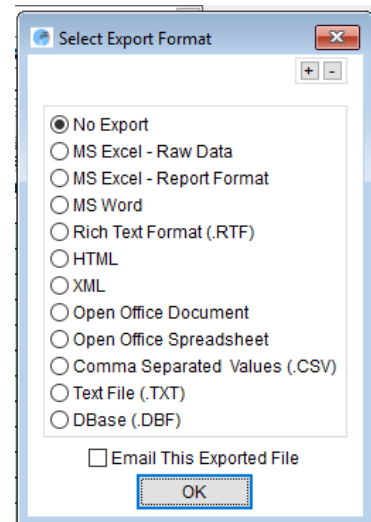 Select Export Format
+ -
No Export
MS Excel - Raw Data
MS Excel - Report Format
MS Word
Rich Text Format (.RTF)
HTML
XML
Open Office Document
Open Office Spreadsheet
Comma Separated Values (.CSV)
Text File (.TXT)
DBase (.DBF)
Email This Exported File
OK